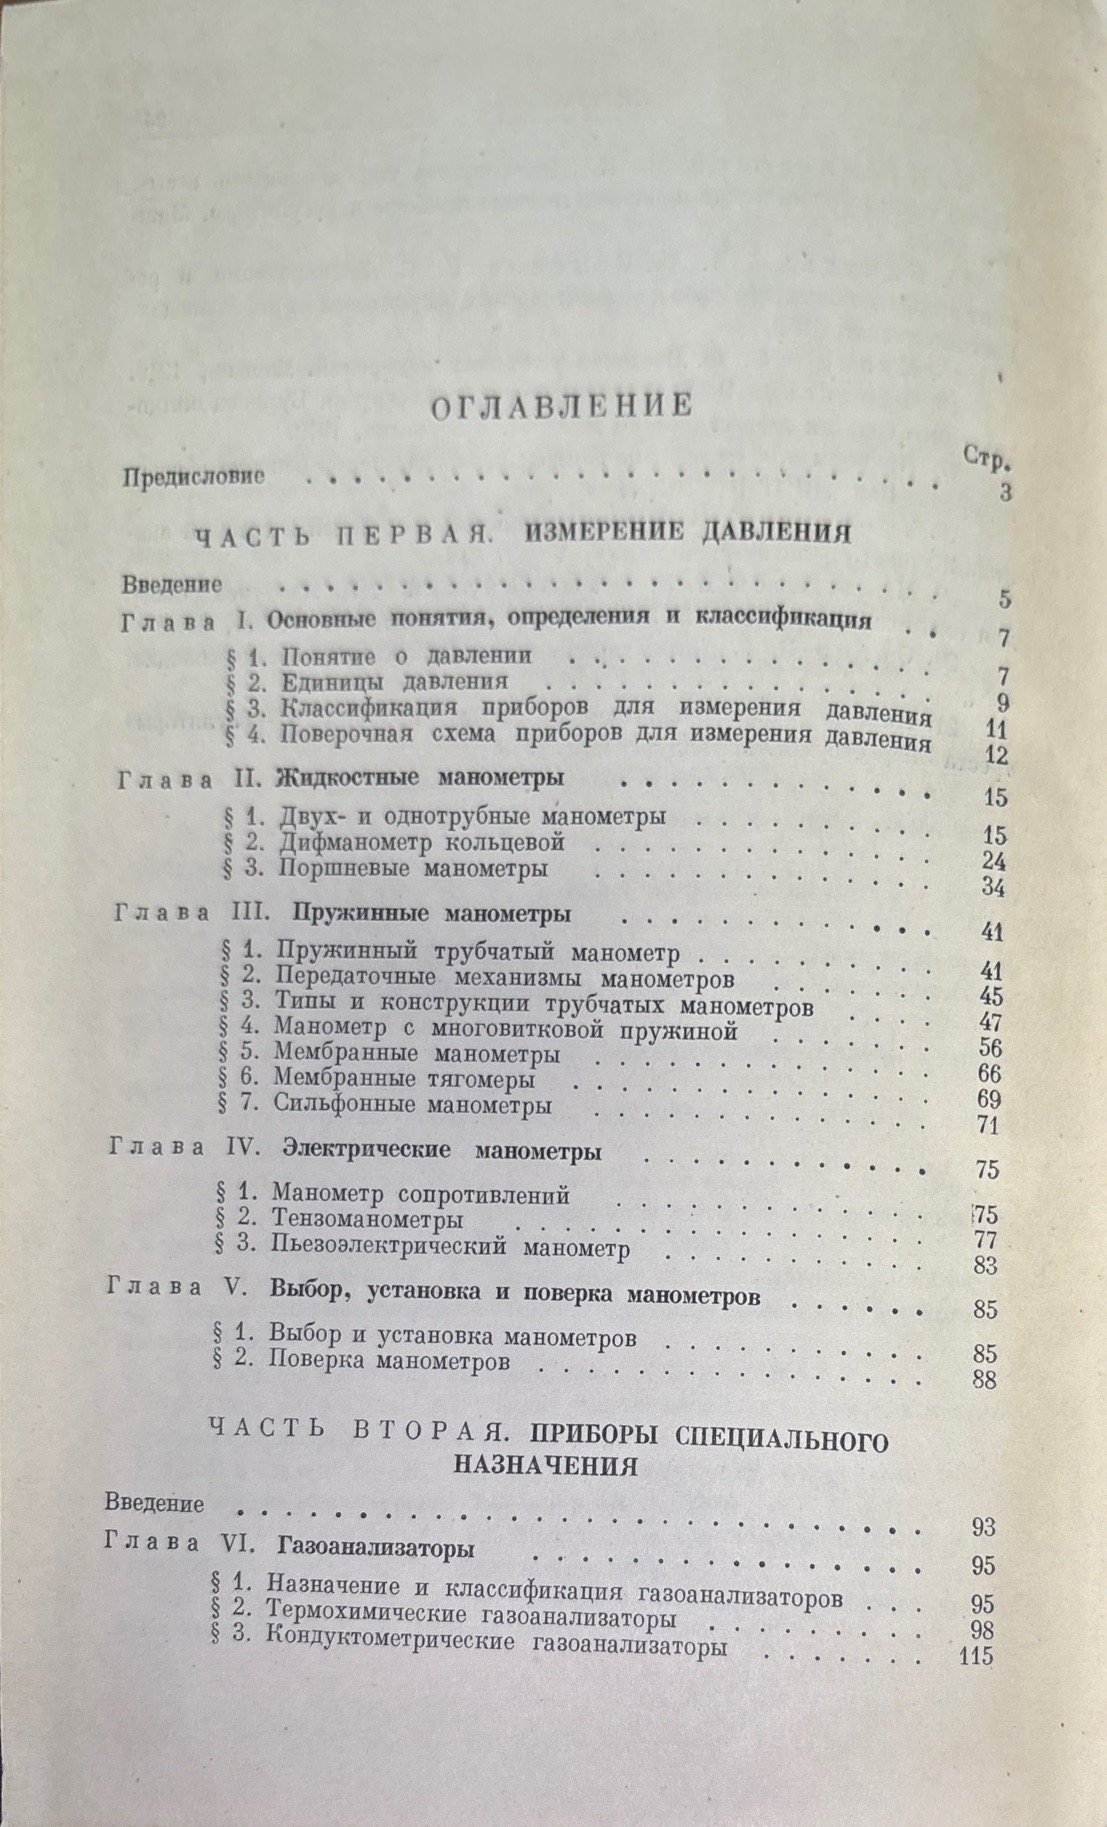 ОГЛАВЛЕНИЕ
Стр.
Предисловие . . . . . . . . . . . . . . . . . . . . . . . . . . . 3
ЧАСТЬ ПЕРВАЯ. ИЗМЕРЕНИЕ ДАВЛЕНИЯ
Введение . . . . . . . . . . . . . . . . . . . . . . . . . . . . 5
Глава I. Основные понятия, определения и классификация . . 7
§ 1. Понятие о давлении . . . . . . . . . . . . . . . . 7
§ 2. Единицы давления . . . . . . . . . . . . . . . . . 9
§ 3. Классификация приборов для измерения давления 11
§ 4. Поверочная схема приборов для измерения давления 12
Глава II. Жидкостные манометры . . . . . . . . . . . . . 15
§ 1. Двух- и однотрубные манометры . . . . . . . . . . 15
§ 2. Дифманометр кольцевой . . . . . . . . . . . . . . 24
§ 3. Поршневые манометры . . . . . . . . . . . . . . 34
Глава III. Пружинные манометры . . . . . . . . . . . . . 41
§ 1. Пружинный трубчатый манометр . . . . . . . . . . 41
§ 2. Передаточные механизмы манометров . . . . . . . 45
§ 3. Типы и конструкции трубчатых манометров . . . . 47
§ 4. Манометр с многовитковой пружиной . . . . . . . 56
§ 5. Мембранные манометры . . . . . . . . . . . . . . 66
§ 6. Мембранные тягомеры . . . . . . . . . . . . . . . 69
§ 7. Сильфонные манометры . . . . . . . . . . . . . . 71
Глава IV. Электрические манометры . . . . . . . . . . . . 75
§ 1. Манометр сопротивлений . . . . . . . . . . . . . 75
§ 2. Тензоманометры . . . . . . . . . . . . . . . . . 77
§ 3. Пьезоэлектрический манометр . . . . . . . . . . . 83
Глава V. Выбор, установка и поверка манометров . . . . . . 85
§ 1. Выбор и установка манометров . . . . . . . . . . . 85
§ 2. Поверка манометров . . . . . . . . . . . . . . . . 88
ЧАСТЬ ВТОРАЯ. ПРИБОРЫ СПЕЦИАЛЬНОГО
НАЗНАЧЕНИЯ
Введение . . . . . . . . . . . . . . . . . . . . . . . . . . . . 93
Глава VI. Газоанализаторы . . . . . . . . . . . . . . . . 95
§ 1. Назначение и классификация газоанализаторов . . . 95
§ 2. Термохимические газоанализаторы . . . . . . . . . 98
§ 3. Кондуктометрические газоанализаторы . . . . . . . 115